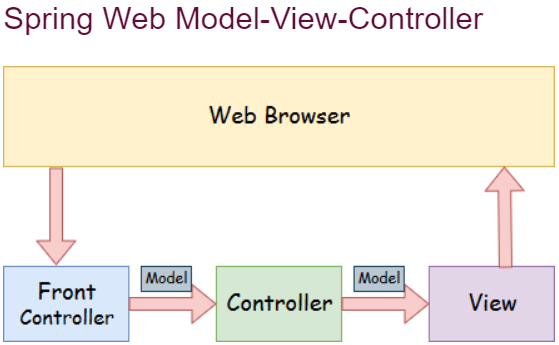 Spring Web Model-View-Controller
Web Browser
Front
Controller
Model
Controller
Model
View